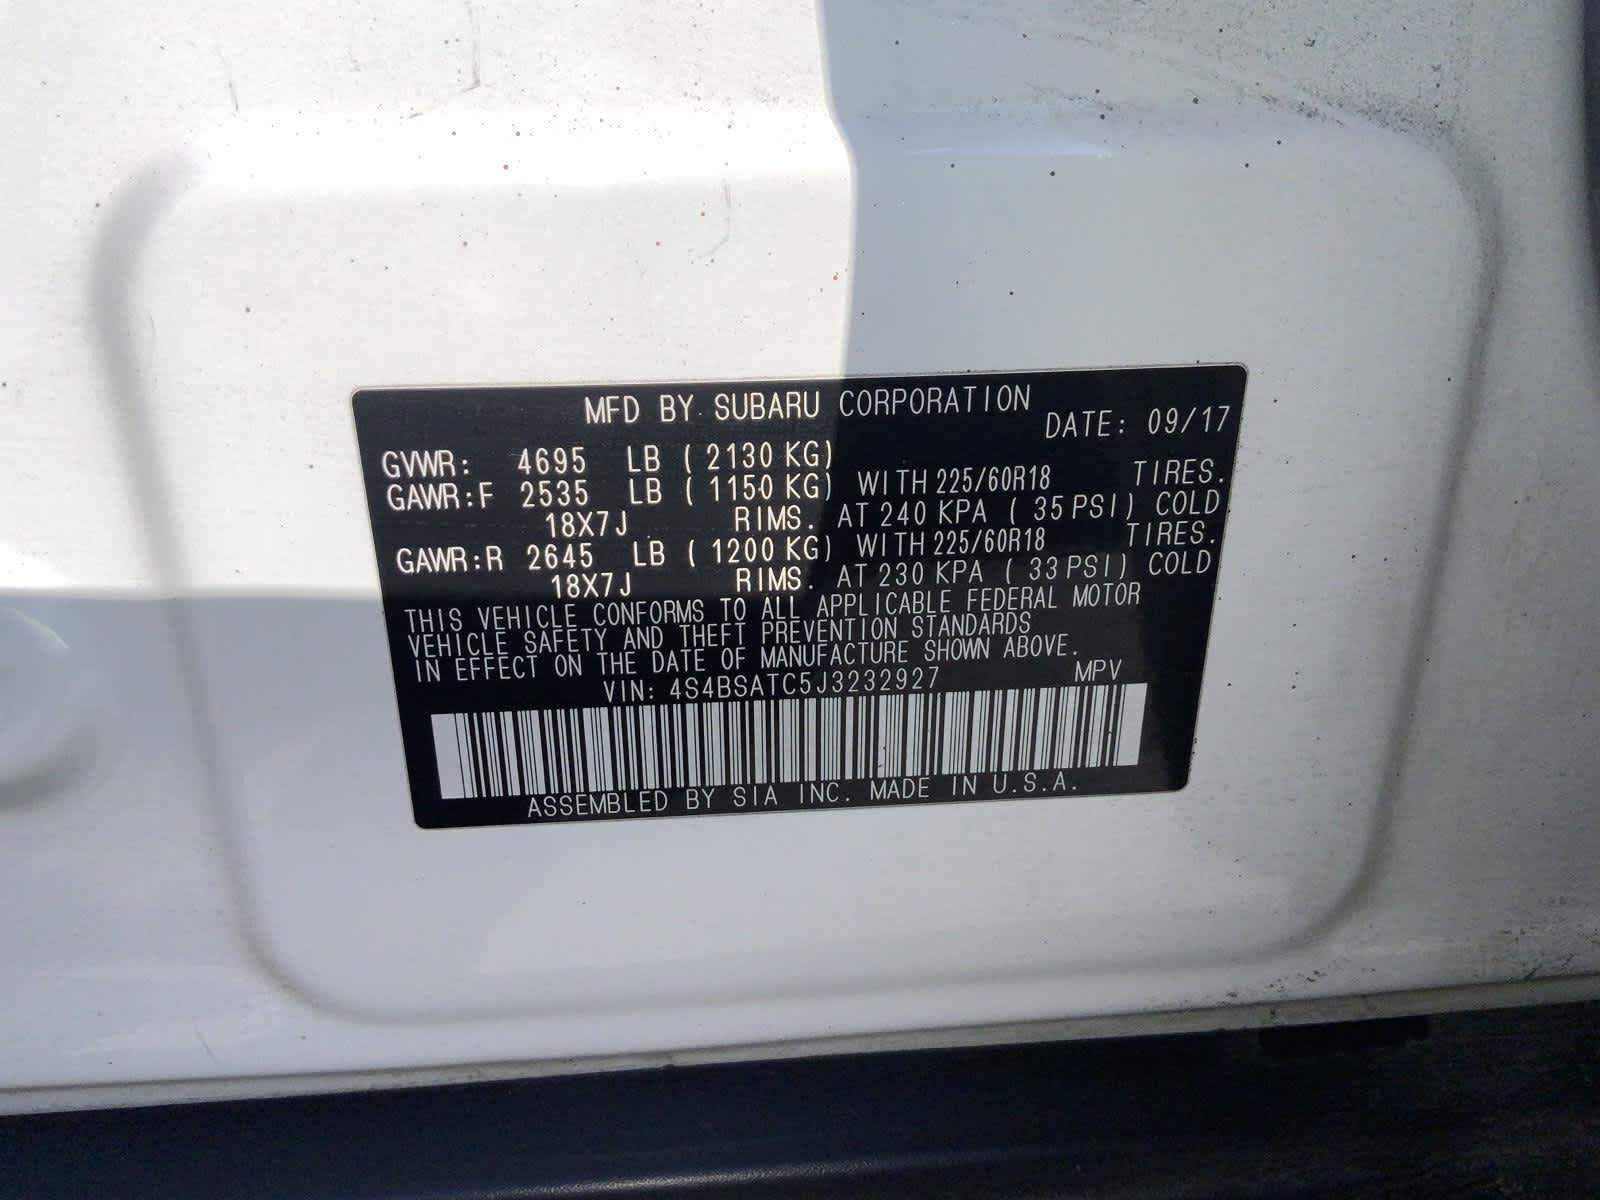 MFD BY SUBARU CORPORATION
DATE: 09/17
GVWR: 4695 LB ( 2130 KG)
GAWR:F 2535 LB ( 1150 KG) WITH 225/60R18 TIRES.
18X7J RIMS. AT 240 KPA ( 35 PSI) COLD
GAWR:R 2645 LB ( 1200 KG) WITH 225/60R18 TIRES.
18X7J RIMS. AT 230 KPA ( 33 PSI) COLD
THIS VEHICLE CONFORMS TO ALL APPLICABLE FEDERAL MOTOR
VEHICLE SAFETY AND THEFT PREVENTION STANDARDS
IN EFFECT ON THE DATE OF MANUFACTURE SHOWN ABOVE.
VIN: 4S4BSATC5J3232927 MPV
ASSEMBLED BY SIA INC. MADE IN U.S.A.